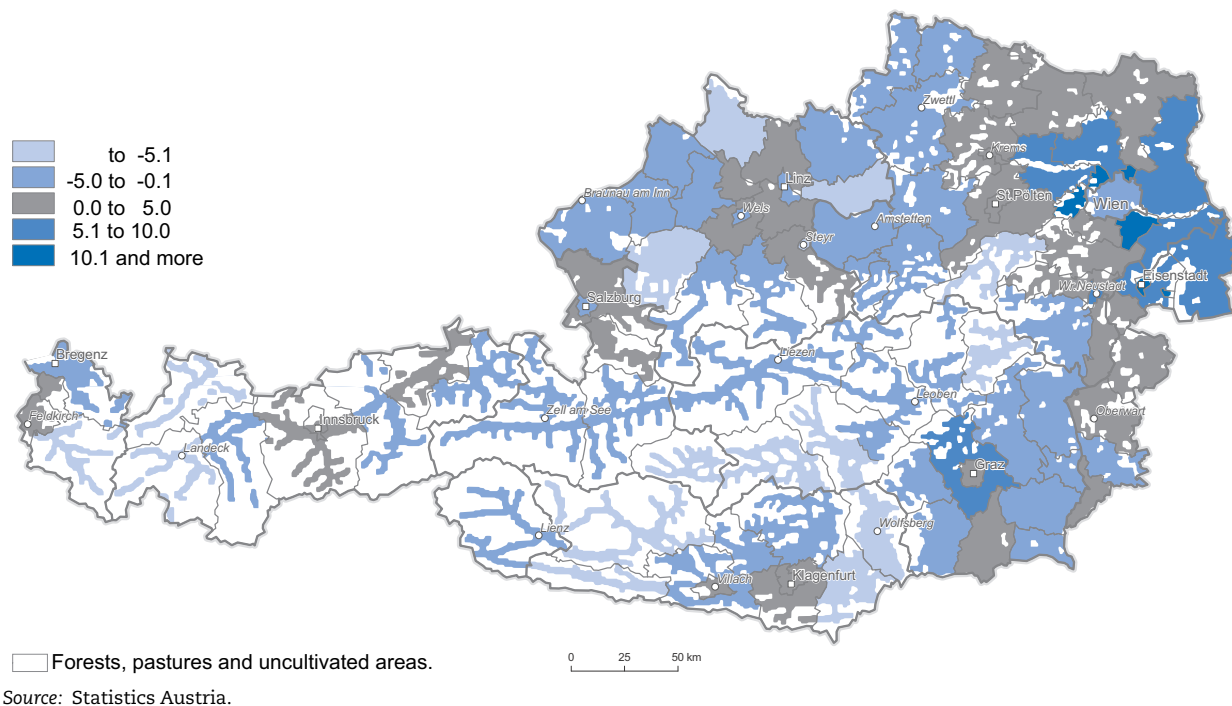 to -5.1
-5.0 to -0.1
0.0 to 5.0
5.1 to 10.0
10.1 and more
Zwettl
Krems
Linz
Braunau am Inn
St.Pölten
Wien
Wels
Amstetten
Steyr
Eisenstadt
Wr.Neustadt
Salzburg
Bregenz
Liezen
Leoben
Zell am See
Oberwart
Feldkirch
Innsbruck
Landeck
Graz
Wolfsberg
Lienz
Villach
Klagenfurt
Forests, pastures and uncultivated areas.
0 25 50 km
Source: Statistics Austria.